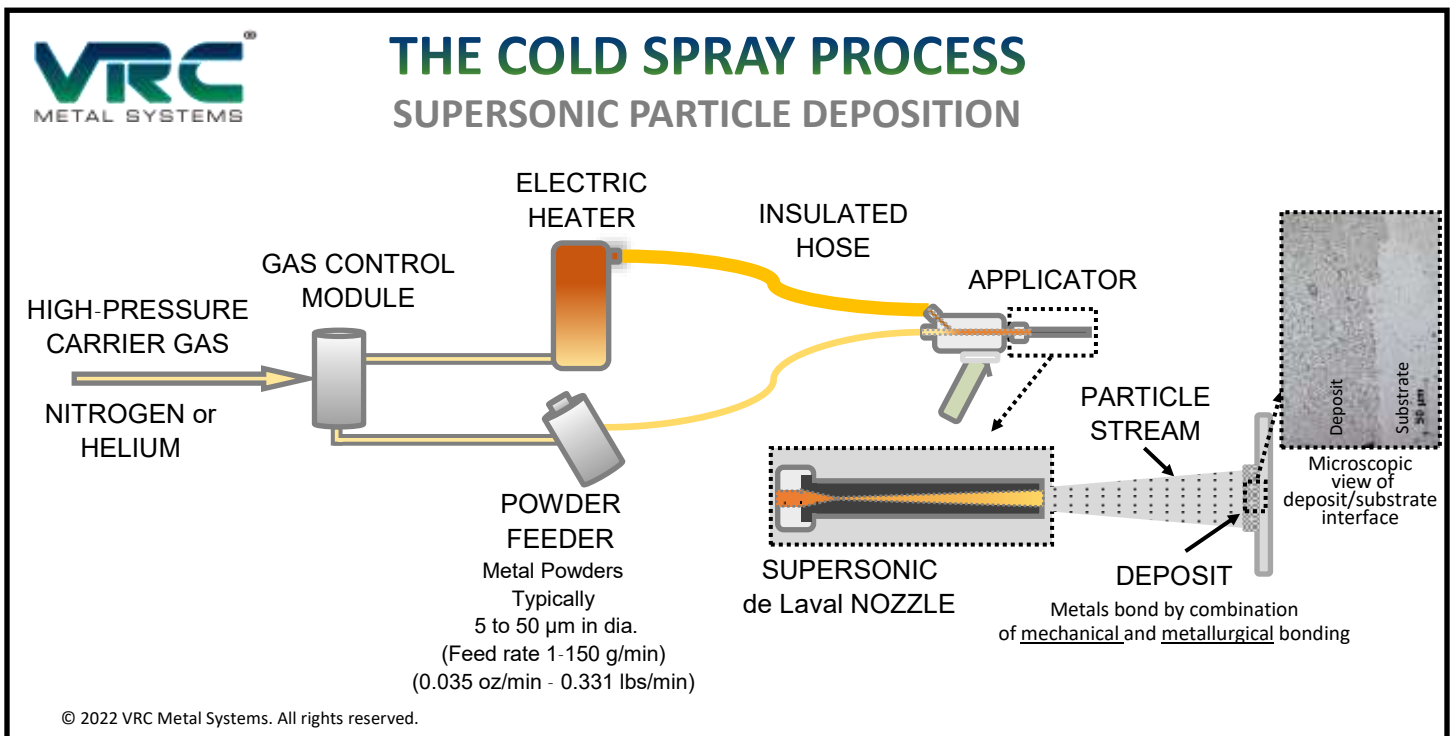 VRC®
METAL SYSTEMS
THE COLD SPRAY PROCESS
SUPERSONIC PARTICLE DEPOSITION
ELECTRIC
HEATER
INSULATED
HOSE
GAS CONTROL
MODULE
APPLICATOR
HIGH-PRESSURE
CARRIER GAS
NITROGEN or
HELIUM
PARTICLE
STREAM
Deposit
Substrate
50 µm
Microscopic
view of
deposit/substrate
interface
POWDER
FEEDER
Metal Powders
Typically
5 to 50 µm in dia.
(Feed rate 1-150 g/min)
(0.035 oz/min - 0.331 lbs/min)
SUPERSONIC
de Laval NOZZLE
DEPOSIT
Metals bond by combination
of mechanical and metallurgical bonding
© 2022 VRC Metal Systems. All rights reserved.